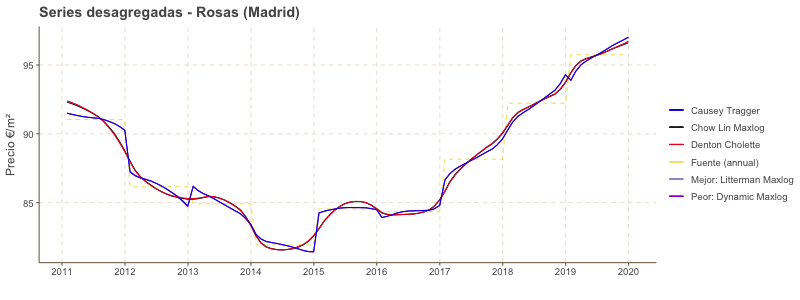 Series desagregadas - Rosas (Madrid)
Precio €/m²
95
90
85
2011 2012 2013 2014 2015 2016 2017 2018 2019 2020
Causey Tragger
Chow Lin Maxlog
Denton Cholette
Fuente (annual)
Mejor: Litterman Maxlog
Peor: Dynamic Maxlog